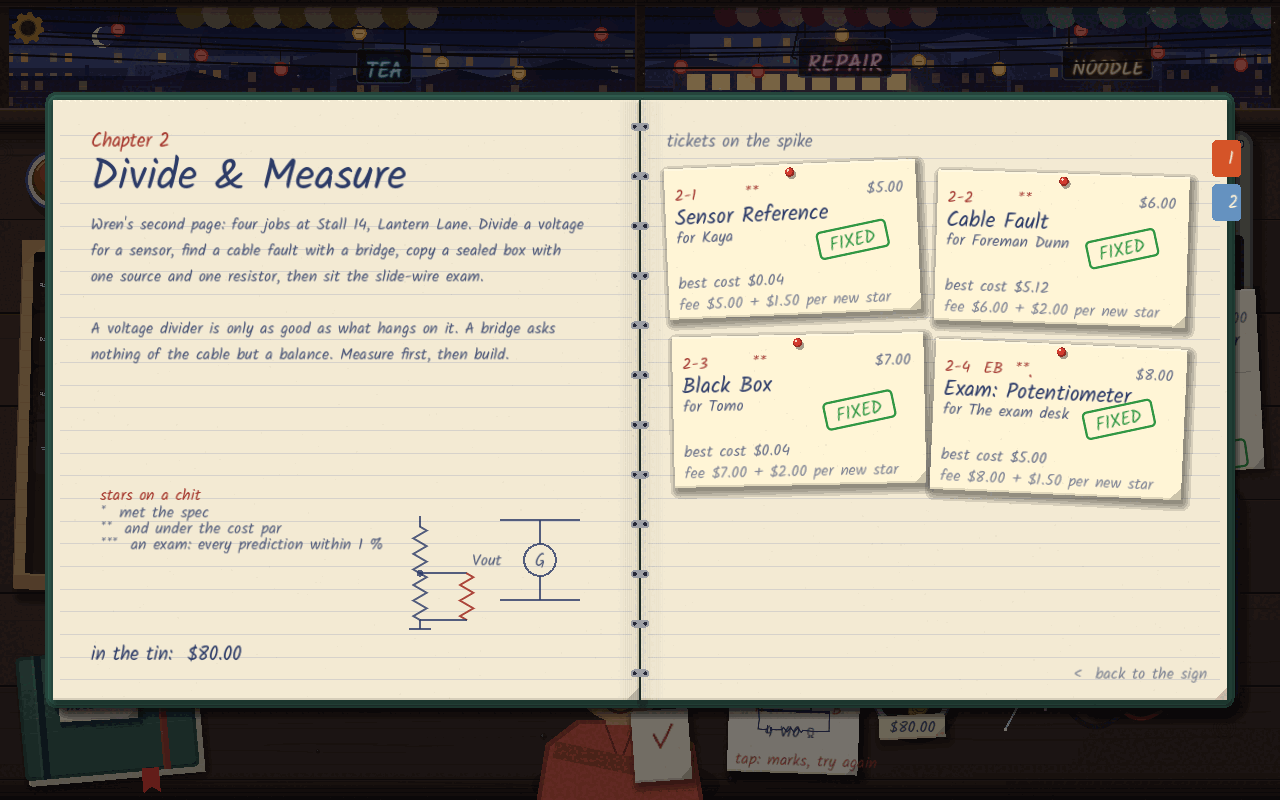 TEA
REPAIR
NOODLE
Chapter 2
Divide & Measure
Wren's second page: four jobs at Stall 14, Lantern Lane. Divide a voltage
for a sensor, find a cable fault with a bridge, copy a sealed box with
one source and one resistor, then sit the slide-wire exam.
A voltage divider is only as good as what hangs on it. A bridge asks
nothing of the cable but a balance. Measure first, then build.
stars on a chit
* met the spec
** and under the cost par
*** an exam: every prediction within 1 %
Vout
G
in the tin: $80.00
tickets on the spike
1
2
2-1 ** $5.00
Sensor Reference
for Kaya
FIXED
best cost $0.04
fee $5.00 + $1.50 per new star
2-2 ** $6.00
Cable Fault
for Foreman Dunn
FIXED
best cost $5.12
fee $6.00 + $2.00 per new star
2-3 ** $7.00
Black Box
for Tomo
FIXED
best cost $0.04
fee $7.00 + $2.00 per new star
2-4 EB ** $8.00
Exam: Potentiometer
for The exam desk
FIXED
best cost $5.00
fee $8.00 + $1.50 per new star
< back to the sign
$80.00
tap: marks, try again